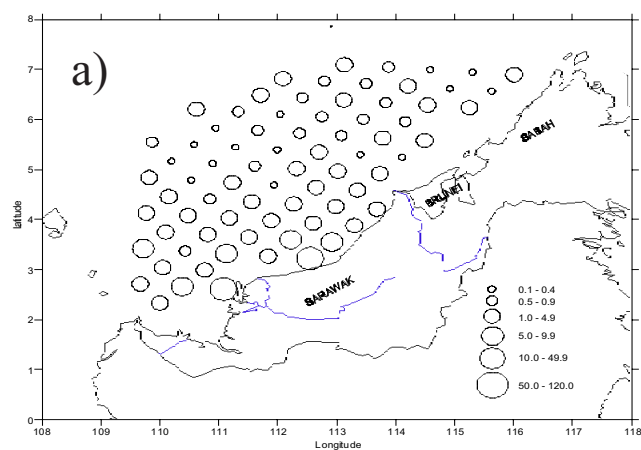 8
a)
7
6
SABAH
5
BRUNEI
latitude
4
3
SARAWAK
0.1 - 0.4
0.5 - 0.9
2
1.0 - 4.9
5.0 - 9.9
10.0 - 49.9
1
50.0 - 120.0
0
108 109 110 111 112 113 114 115 116 117 118
Longitude